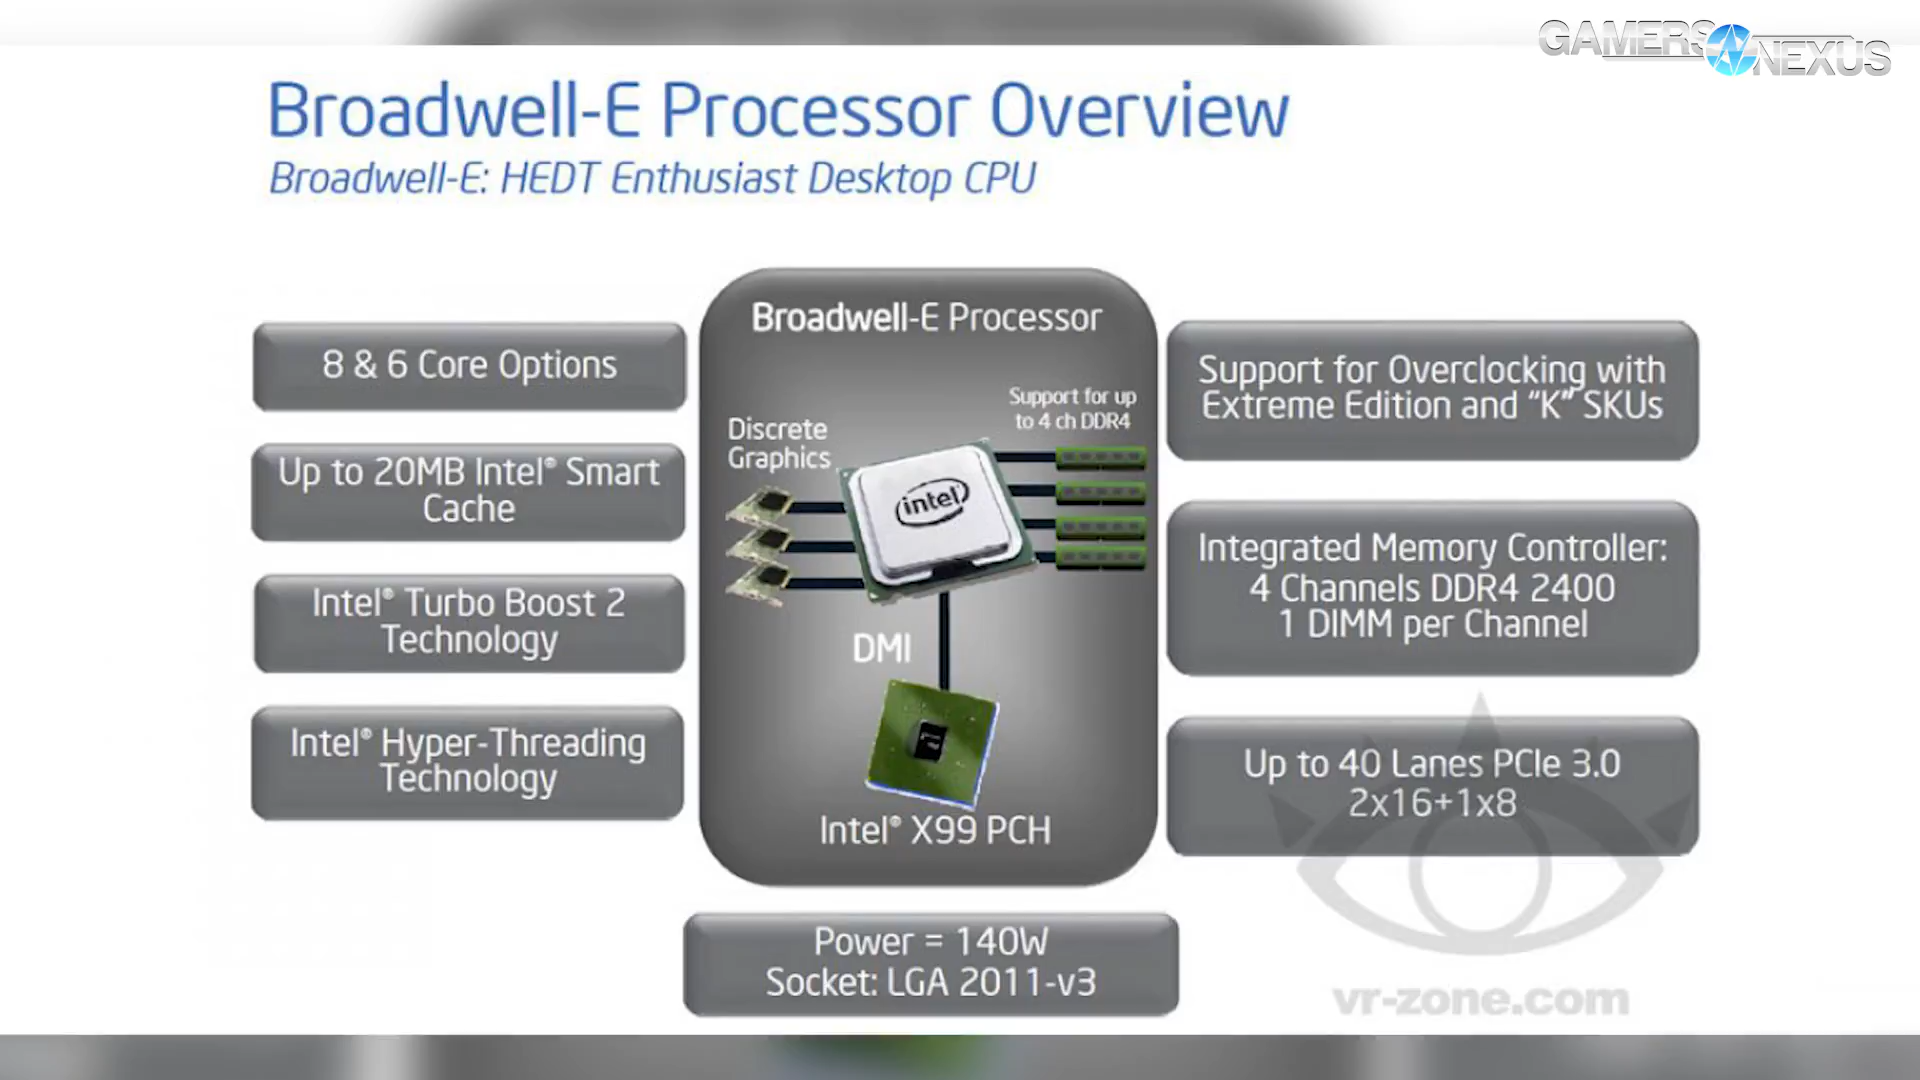 GAMERS NEXUS
Broadwell-E Processor Overview
Broadwell-E: HEDT Enthusiast Desktop CPU
8 & 6 Core Options
Up to 20MB Intel® Smart
Cache
Intel® Turbo Boost 2
Technology
Intel® Hyper-Threading
Technology
Broadwell-E Processor
Support for up
to 4 ch DDR4
Discrete
Graphics
intel
DMI
Intel® X99 PCH
Support for Overclocking with
Extreme Edition and “K” SKUs
Integrated Memory Controller:
4 Channels DDR4 2400
1 DIMM per Channel
Up to 40 Lanes PCIe 3.0
2x16+1x8
Power = 140W
Socket: LGA 2011-v3
vr-zone.com